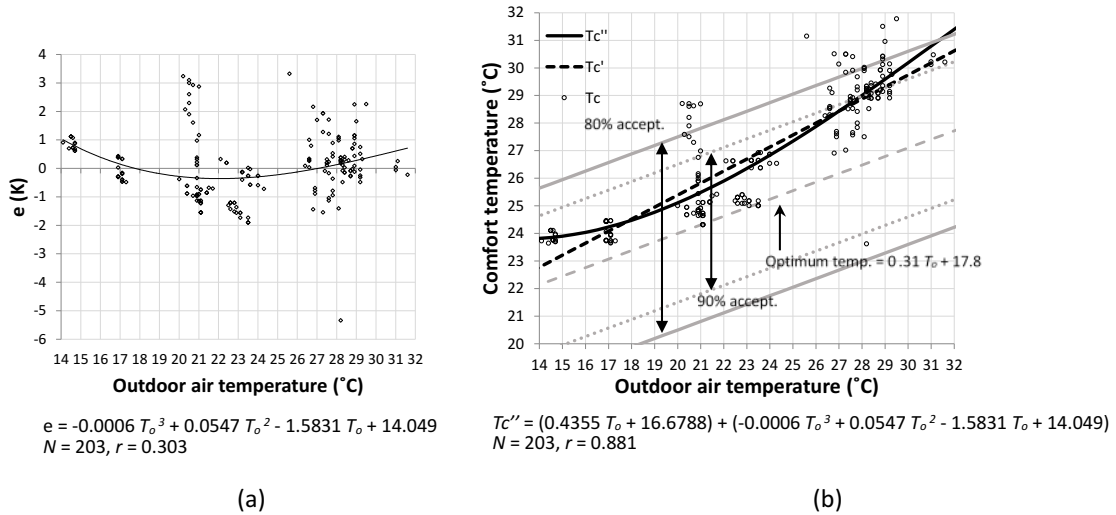 4
3
2
1
0
-1
-2
-3
-4
-5
-6
e (K)
14 15 16 17 18 19 20 21 22 23 24 25 26 27 28 29 30 31 32
Outdoor air temperature (˚C)
e = -0.0006 Tₒ³ + 0.0547 Tₒ² - 1.5831 Tₒ + 14.049
N = 203, r = 0.303
(a)
32
31
30
29
28
27
26
25
24
23
22
21
20
Comfort temperature (˚C)
Tc''
Tc'
Tc
80% accept.
Optimum temp. = 0.31 Tₒ + 17.8
90% accept.
14 15 16 17 18 19 20 21 22 23 24 25 26 27 28 29 30 31 32
Outdoor air temperature (˚C)
Tc’’ = (0.4355 Tₒ + 16.6788) + (-0.0006 Tₒ³ + 0.0547 Tₒ² - 1.5831 Tₒ + 14.049)
N = 203, r = 0.881
(b)